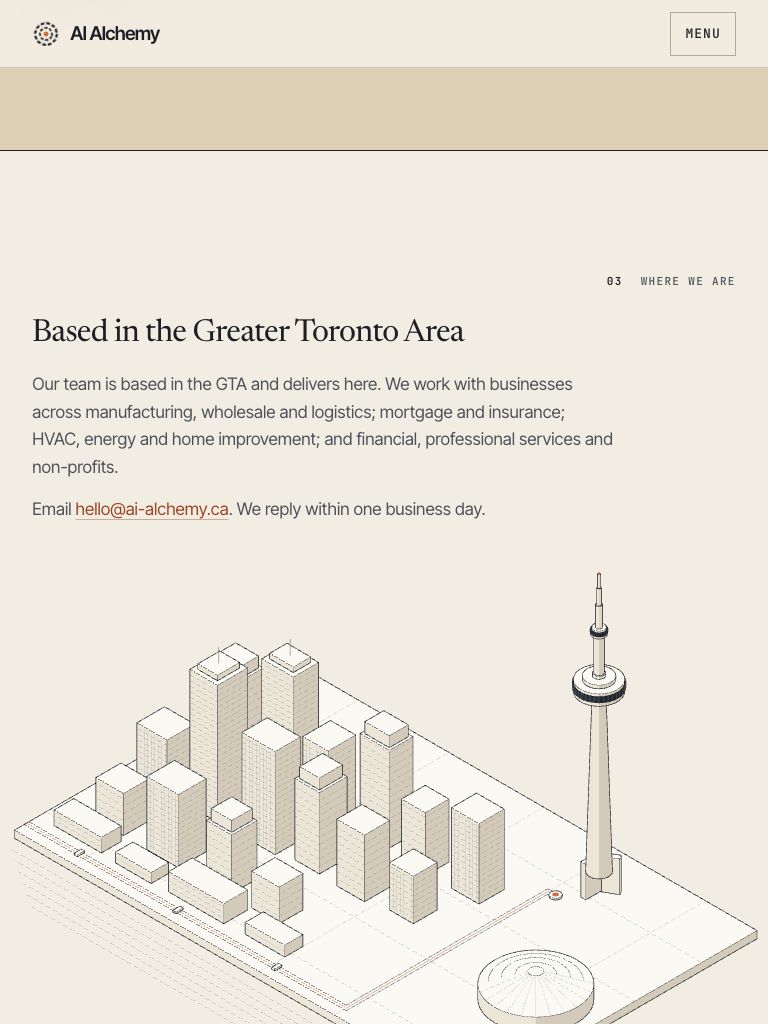 AI Alchemy
MENU
03 WHERE WE ARE
Based in the Greater Toronto Area
Our team is based in the GTA and delivers here. We work with businesses
across manufacturing, wholesale and logistics; mortgage and insurance;
HVAC, energy and home improvement; and financial, professional services and
non-profits.
Email hello@ai-alchemy.ca. We reply within one business day.